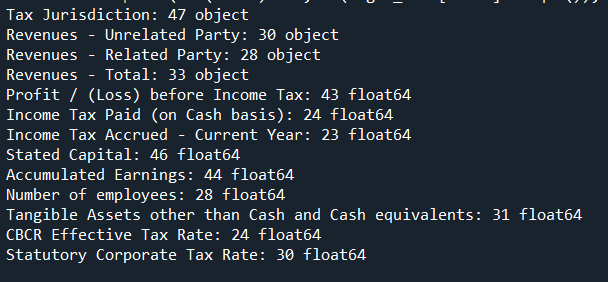 Tax Jurisdiction: 47 object
Revenues - Unrelated Party: 30 object
Revenues - Related Party: 28 object
Revenues - Total: 33 object
Profit / (Loss) before Income Tax: 43 float64
Income Tax Paid (on Cash basis): 24 float64
Income Tax Accrued - Current Year: 23 float64
Stated Capital: 46 float64
Accumulated Earnings: 44 float64
Number of employees: 28 float64
Tangible Assets other than Cash and Cash equivalents: 31 float64
CBCR Effective Tax Rate: 24 float64
Statutory Corporate Tax Rate: 30 float64